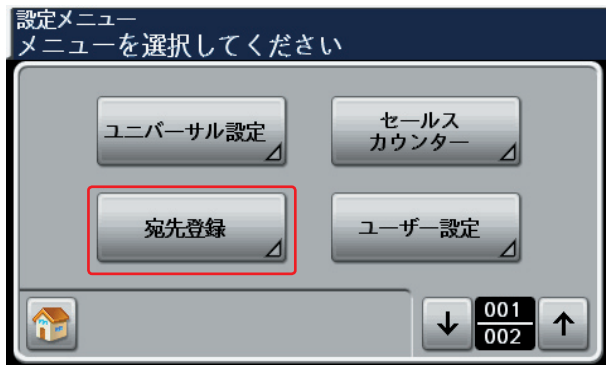 設定メニュー
メニューを選択してください
ユニバーサル設定
セールス
カウンター
宛先登録
ユーザー設定
001
002